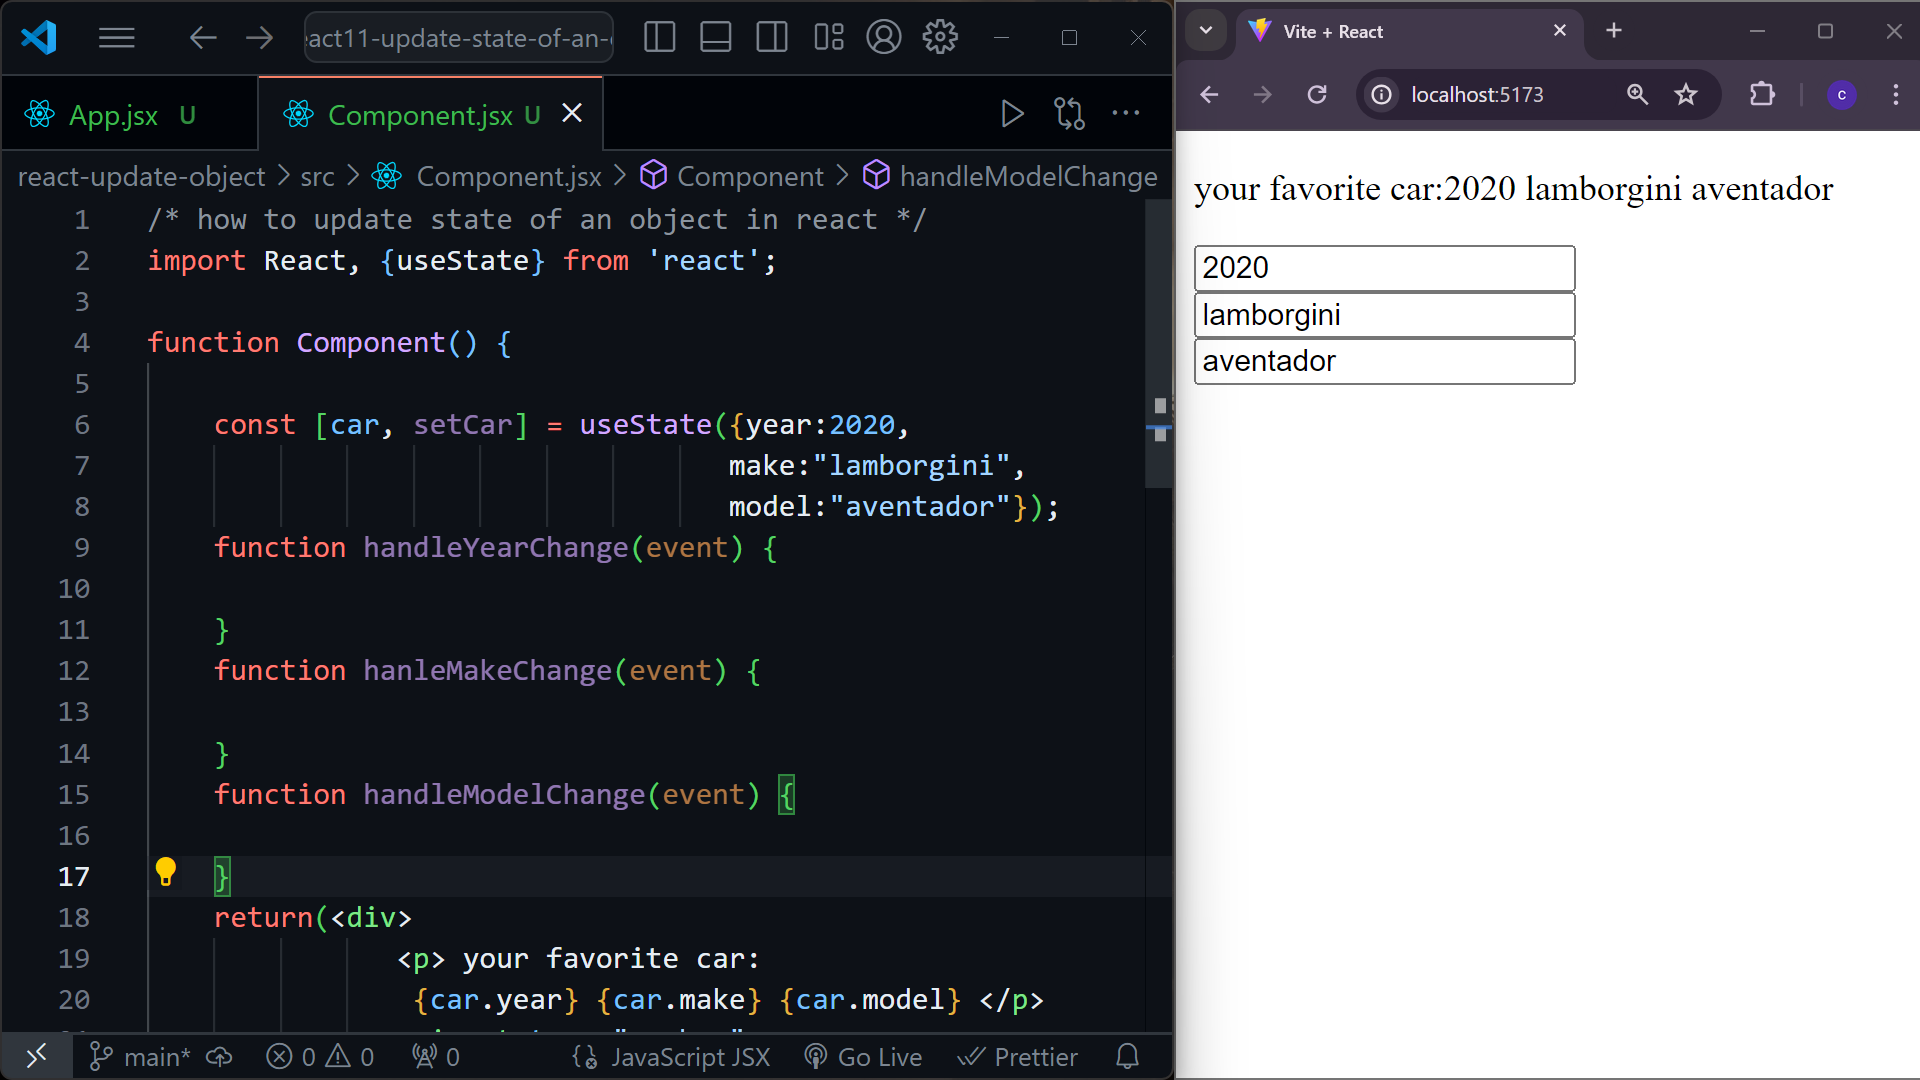 eact11-update-state-of-an-
App.jsx U
Component.jsx U
react-update-object > src > Component.jsx > Component > handleModelChange
1 /* how to update state of an object in react */
2 import React, {useState} from 'react';
3
4 function Component() {
5
6 const [car, setCar] = useState({year:2020,
7 make:"lamborgini",
8 model:"aventador"});
9 function handleYearChange(event) {
10
11 }
12 function hanleMakeChange(event) {
13
14 }
15 function handleModelChange(event) {
16
17 }
18 return(<div>
19 <p> your favorite car:
20 {car.year} {car.make} {car.model} </p>
main* 0 0 0 JavaScript JSX Go Live Prettier
Vite + React
localhost:5173
c
your favorite car:2020 lamborgini aventador
2020
lamborgini
aventador